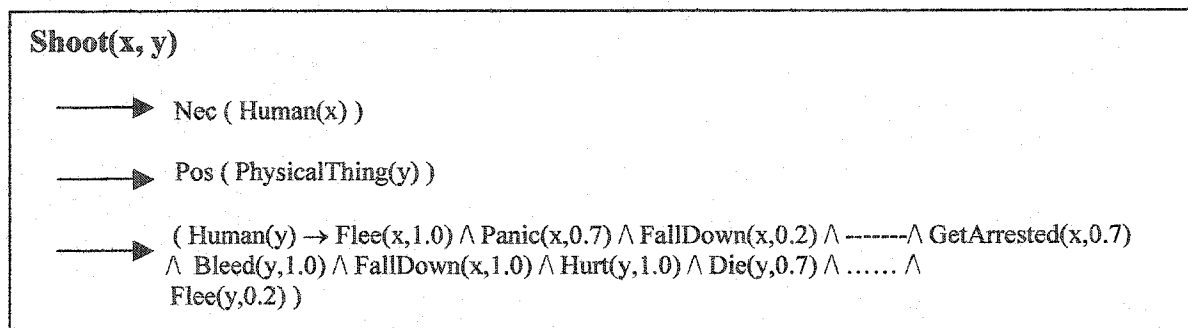 Shoot(x, y)
Nec ( Human(x) )
Pos ( PhysicalThing(y) )
( Human(y) → Flee(x,1.0) /\ Panic(x,0.7) /\ FallDown(x,0.2) /\ -------/\ GetArrested(x,0.7)
/\ Bleed(y,1.0) /\ FallDown(x,1.0) /\ Hurt(y,1.0) /\ Die(y,0.7) /\ ...... /\
Flee(y,0.2) )